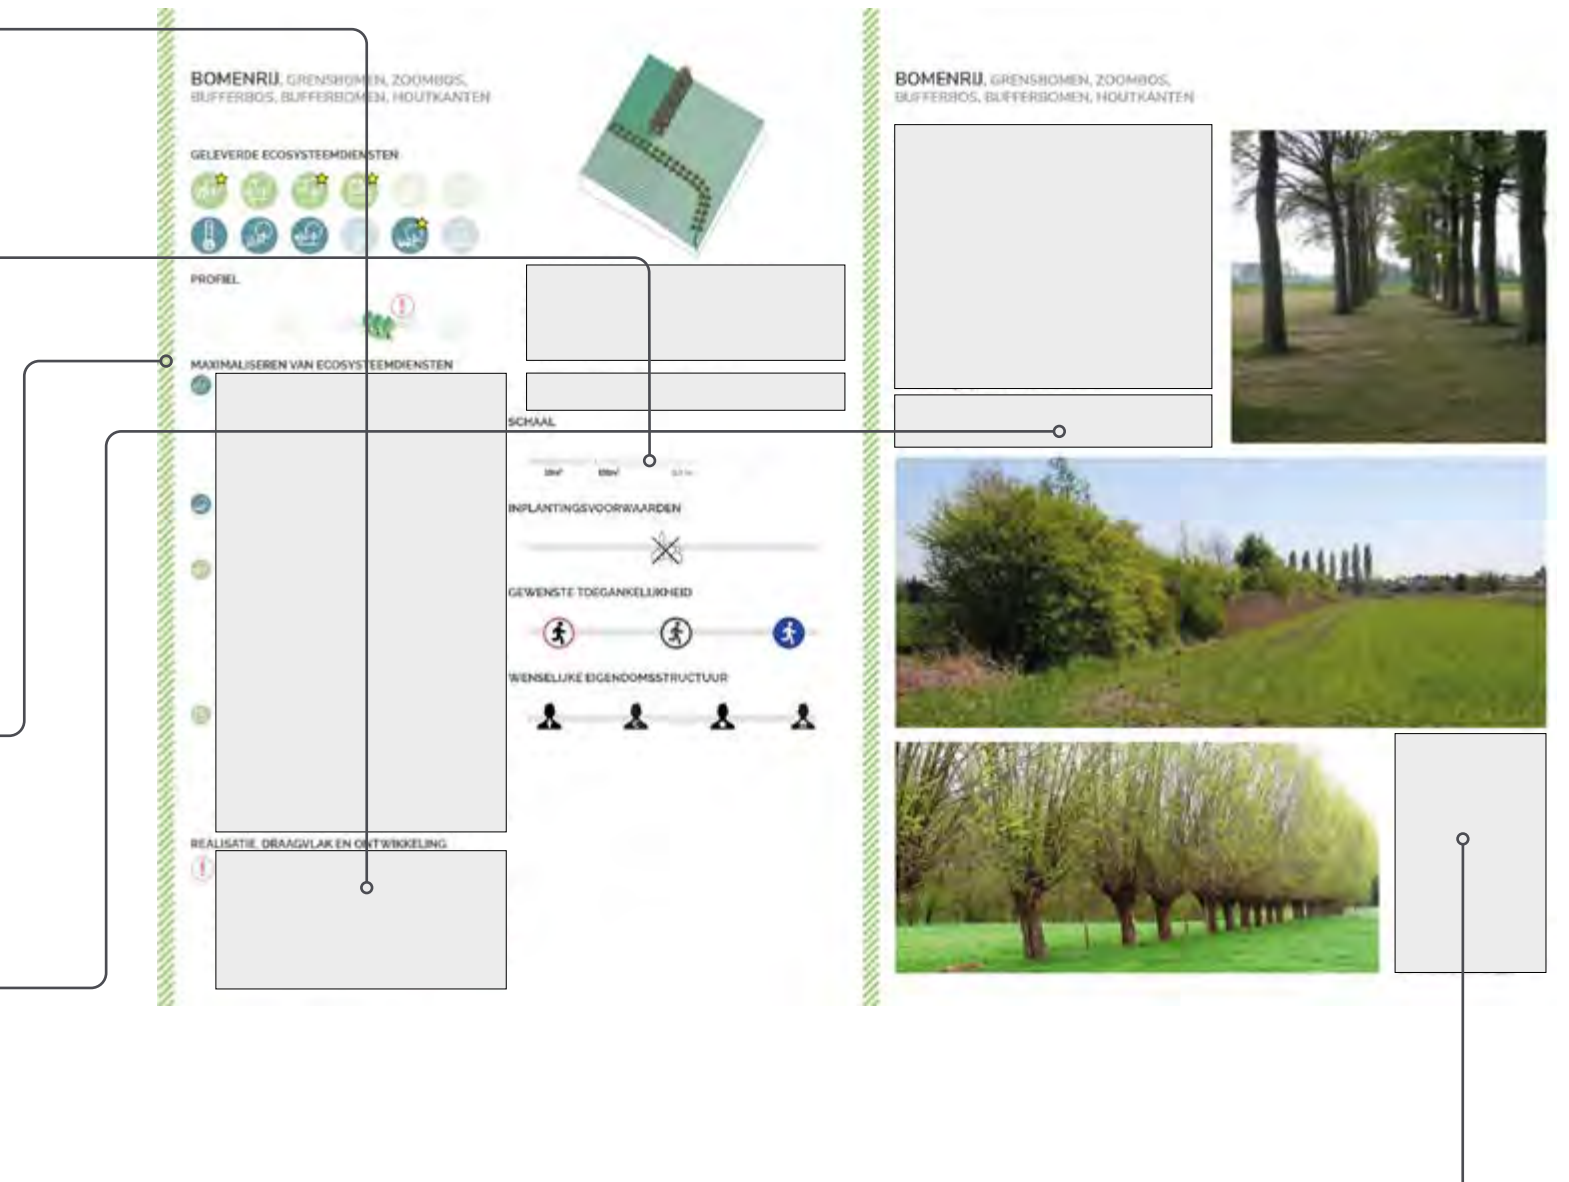 BOMENRIJ, GRENSBOMEN, ZOOMBOS,
BUFFERBOS, BUFFERBOMEN, HOUTKANTEN
GELEVERDE ECOSYSTEEMDIENSTEN
PROFIEL
MAXIMALISEREN VAN ECOSYSTEEMDIENSTEN
REALISATIE, DRAAGVLAK EN ONTWIKKELING
SCHAAL
INPLANTINGSVOORWAARDEN
GEWENSTE TOEGANKELIJKHEID
WENSELIJKE EIGENDOMSSTRUCTUUR
BOMENRIJ, GRENSBOMEN, ZOOMBOS,
BUFFERBOS, BUFFERBOMEN, HOUTKANTEN